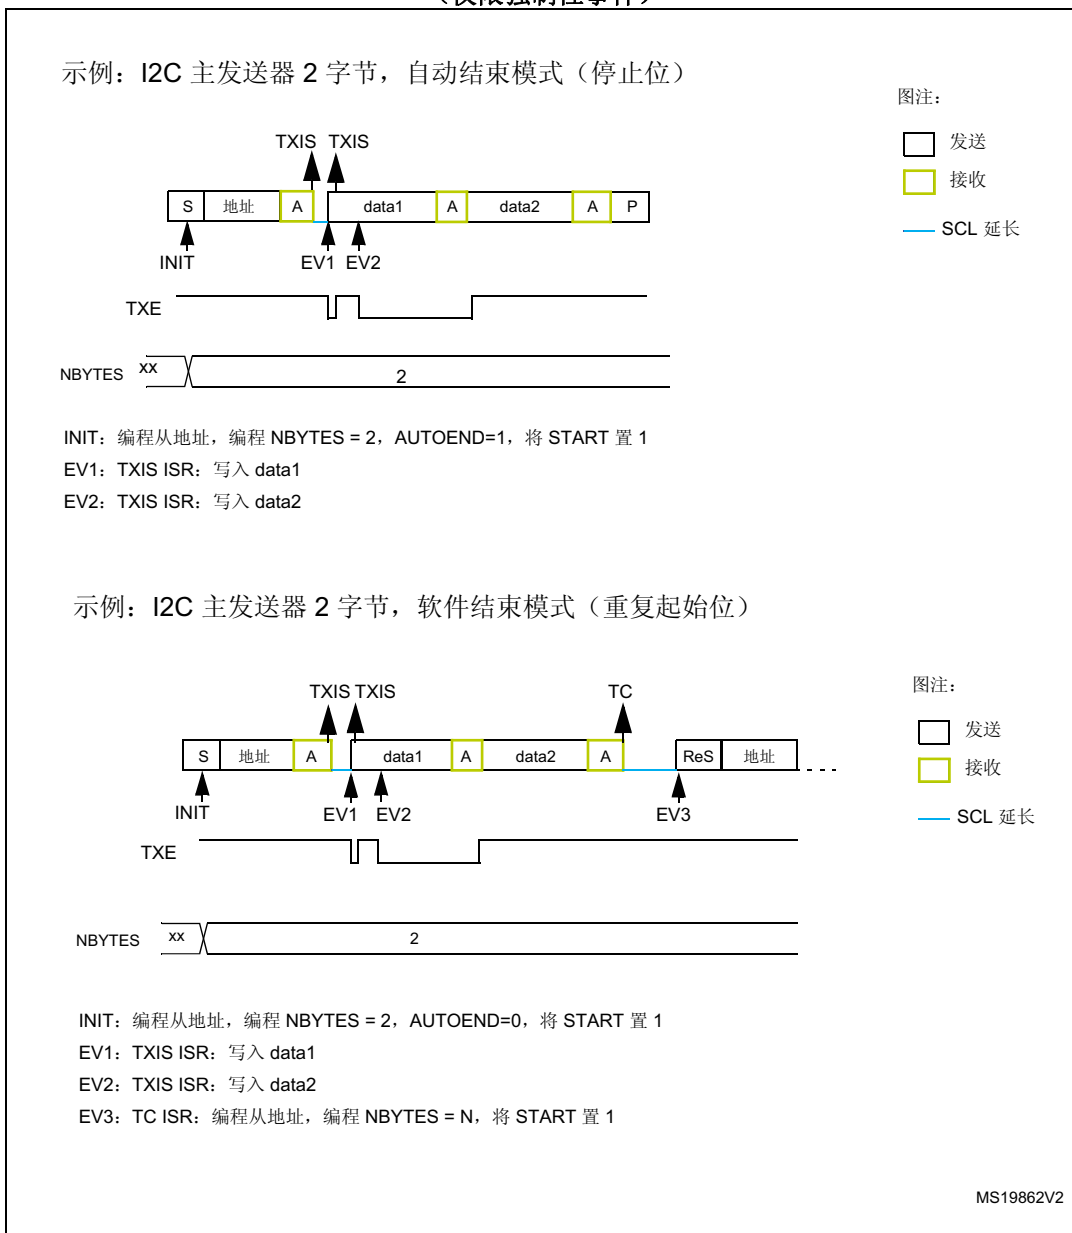 （仅限强制性事件）
示例：I2C 主发送器 2 字节，自动结束模式（停止位）
图注：
发送
接收
SCL 延长
TXIS TXIS
S 地址 A data1 A data2 A P
INIT EV1 EV2
TXE
NBYTES xx 2
INIT：编程从地址，编程 NBYTES = 2，AUTOEND=1，将 START 置 1
EV1：TXIS ISR：写入 data1
EV2：TXIS ISR：写入 data2
示例：I2C 主发送器 2 字节，软件结束模式（重复起始位）
图注：
发送
接收
SCL 延长
TXIS TXIS TC
S 地址 A data1 A data2 A ReS 地址
INIT EV1 EV2 EV3
TXE
NBYTES xx 2
INIT：编程从地址，编程 NBYTES = 2，AUTOEND=0，将 START 置 1
EV1：TXIS ISR：写入 data1
EV2：TXIS ISR：写入 data2
EV3：TC ISR：编程从地址，编程 NBYTES = N，将 START 置 1
MS19862V2